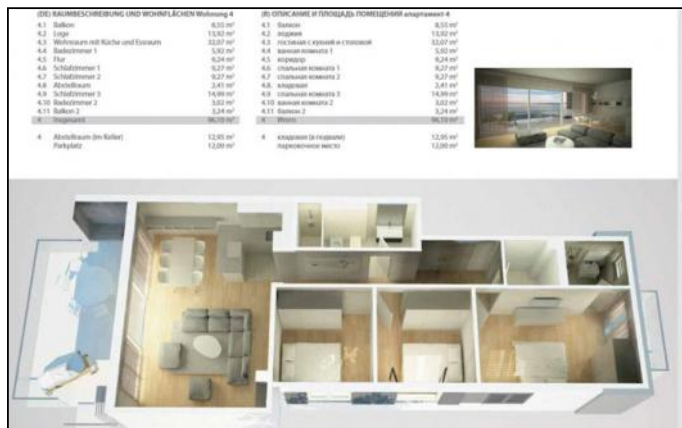 (DE) RAUMBESCHREIBUNG UND WOHNFLÄCHEN Wohnung 4
4.1 Balkon 8,55 m²
4.2 Loge 13,92 m²
4.3 Wohnraum mit Küche und Essraum 32,07 m²
4.4 Badezimmer 1 5,92 m²
4.5 Flur 9,24 m²
4.6 Schlafzimmer 1 9,27 m²
4.7 Schlafzimmer 2 9,27 m²
4.8 Abstellraum 2,41 m²
4.9 Schlafzimmer 3 14,99 m²
4.10 Badezimmer 2 3,02 m²
4.11 Balkon 2 3,24 m²
4 Insgesamt 96,10 m²
4 Abstellraum (im Keller) 12,95 m²
Parkplatz 12,00 m²
(R) ОПИСАНИЕ И ПЛОЩАДЬ ПОМЕЩЕНИЙ апартамент 4
4.1 балкон 8,55 m²
4.2 лоджия 13,92 m²
4.3 гостиная с кухней и столовой 32,07 m²
4.4 ванная комната 1 5,92 m²
4.5 коридор 9,24 m²
4.6 спальная комната 1 9,27 m²
4.7 спальная комната 2 9,27 m²
4.8. кладовая 2,41 m²
4.9 спальная комната 3 14,99 m²
4.10 ванная комната 2 3,02 m²
4.11 балкон 2 3,24 m²
4 Итого 96,10 m²
4 кладовая (в подвале) 12,95 m²
парковочное место 12,00 m²